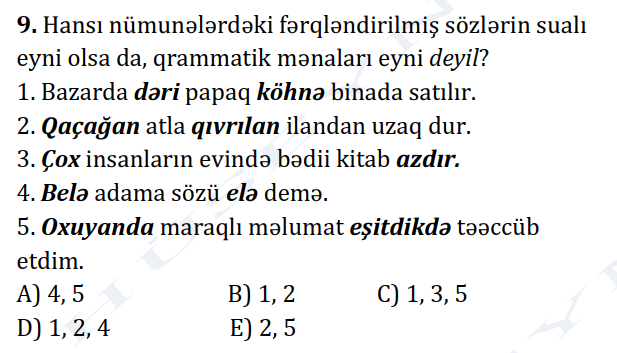 9. Hansı nümunələrdəki fərqləndirilmiş sözlərin sualı
eyni olsa da, qrammatik mənaları eyni deyil?
1. Bazarda dəri papaq köhnə binada satılır.
2. Qaçağan atla qıvrılan ilandan uzaq dur.
3. Çox insanların evində bədii kitab azdır.
4. Belə adama sözü elə demə.
5. Oxuyanda maraqlı məlumat eşitdikdə təəccüb
etdim.
A) 4, 5 B) 1, 2 C) 1, 3, 5
D) 1, 2, 4 E) 2, 5